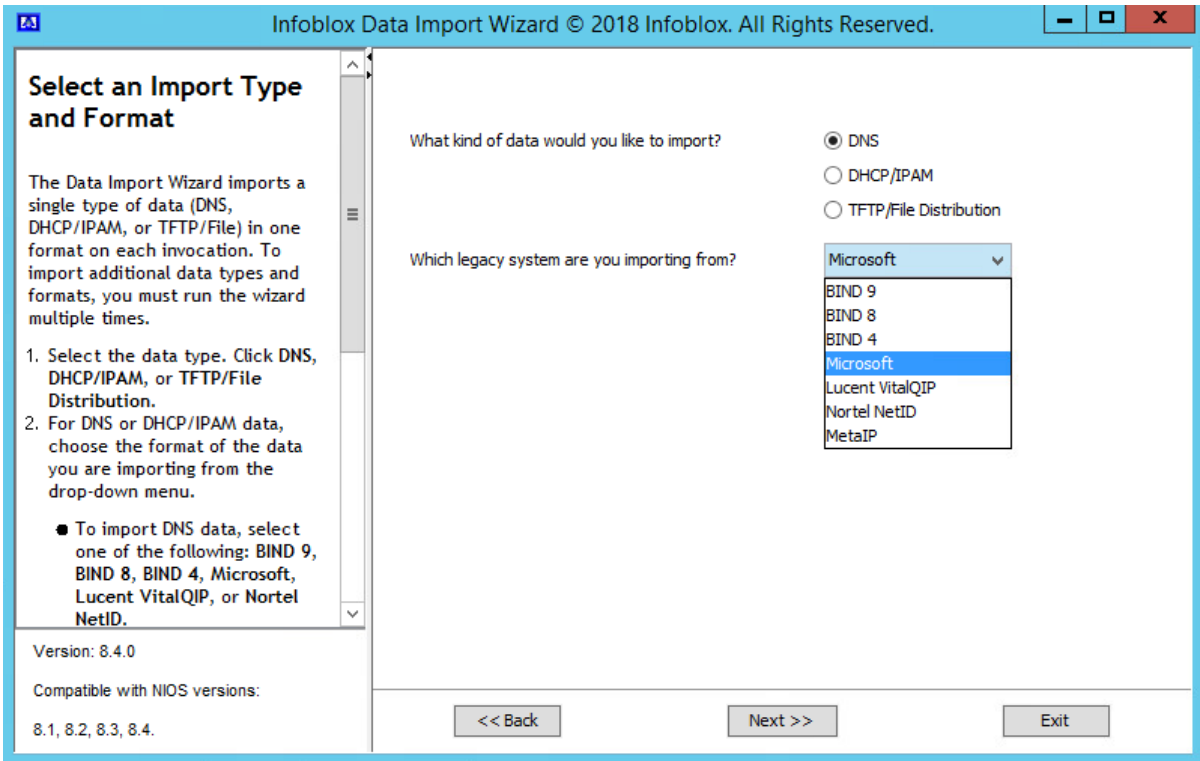 Infoblox Data Import Wizard © 2018 Infoblox. All Rights Reserved.
Select an Import Type
and Format
The Data Import Wizard imports a
single type of data (DNS,
DHCP/IPAM, or TFTP/File) in one
format on each invocation. To
import additional data types and
formats, you must run the wizard
multiple times.
1. Select the data type. Click DNS,
DHCP/IPAM, or TFTP/File
Distribution.
2. For DNS or DHCP/IPAM data,
choose the format of the data
you are importing from the
drop-down menu.
● To import DNS data, select
one of the following: BIND 9,
BIND 8, BIND 4, Microsoft,
Lucent VitalQIP, or Nortel
NetID.
Version: 8.4.0
Compatible with NIOS versions:
8.1, 8.2, 8.3, 8.4.
What kind of data would you like to import?
DNS
DHCP/IPAM
TFTP/File Distribution
Which legacy system are you importing from?
Microsoft
BIND 9
BIND 8
BIND 4
Microsoft
Lucent VitalQIP
Nortel NetID
MetaIP
<< Back
Next >>
Exit